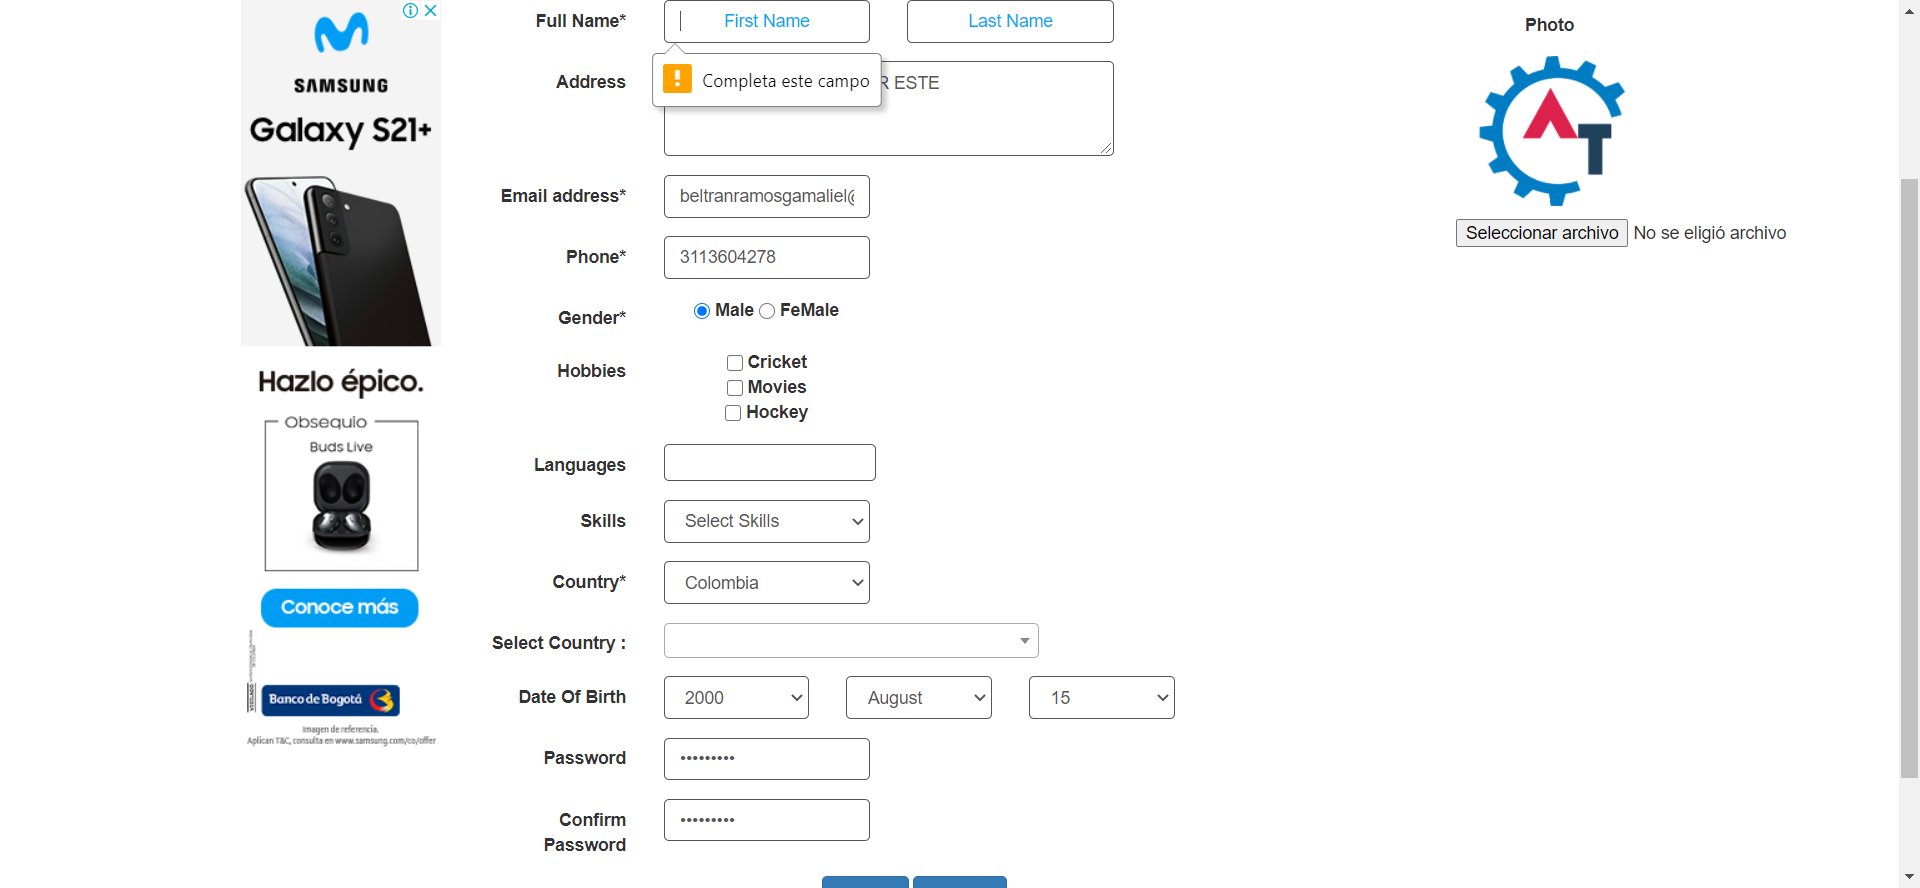 SAMSUNG
Galaxy S21+
Hazlo épico.
Obsequio
Buds Live
Conoce más
Banco de Bogotá
Imagen de referencia.
Aplican T&C, consulta en www.samsung.com/co/offer
Full Name* First Name Last Name
Completa este campo
Address R ESTE
Email address* beltranramosgamaliel@
Phone* 3113604278
Gender* Male FeMale
Hobbies Cricket
Movies
Hockey
Languages
Skills Select Skills
Country* Colombia
Select Country :
Date Of Birth 2000 August 15
Password •••••••••
Confirm
Password •••••••••
Photo
AT
Seleccionar archivo No se eligió archivo